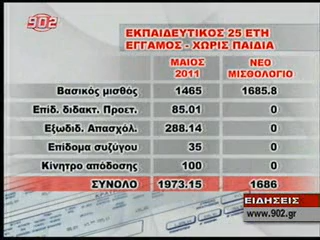 902
ΕΚΠΑΙΔΕΥΤΙΚΟΣ 25 ΕΤΗ
ΕΓΓΑΜΟΣ - ΧΩΡΙΣ ΠΑΙΔΙΑ
ΜΑΙΟΣ 2011 ΝΕΟ ΜΙΣΘΟΛΟΓΙΟ
Βασικός μισθός 1465 1685.8
Επίδ. διδακτ. Προετ. 85.01 0
Εξωδιδ. Απασχόλ. 288.14 0
Επίδομα συζύγου 35 0
Κίνητρο απόδοσης 100 0
ΣΥΝΟΛΟ 1973.15 1686
ΕΙΔΗΣΕΙΣ
www.902.gr